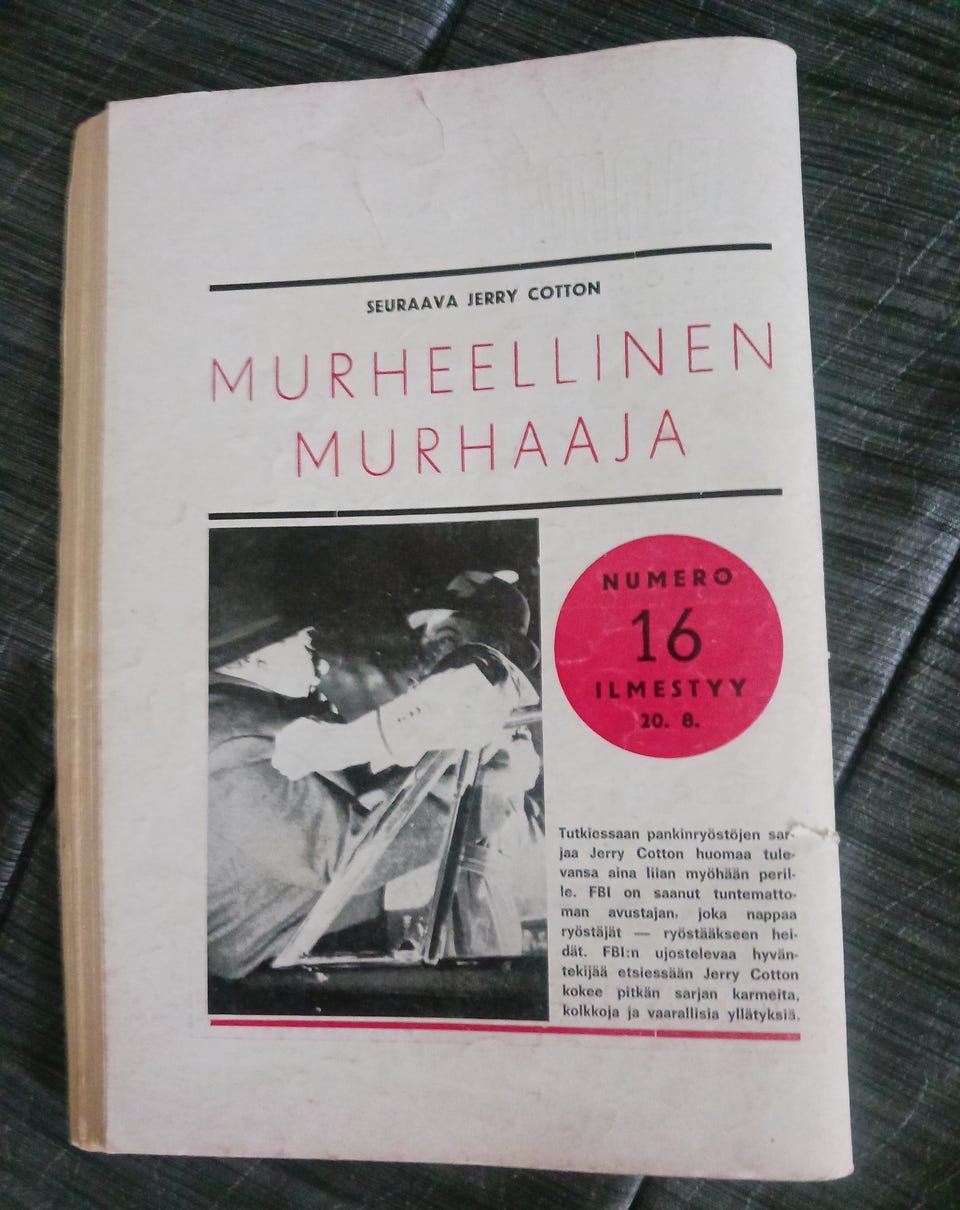 SEURAAVA JERRY COTTON
MURHEELLINEN
MURHAAJA
NUMERO
16
ILMESTYY
20. 8.
Tutkiessaan pankinryöstöjen sar-
jaa Jerry Cotton huomaa tule-
vansa aina liian myöhään peril-
le. FBI on saanut tuntematto-
man avustajan, joka nappaa
ryöstäjät — ryöstääkseen hei-
dät. FBI:n ujostelevaa hyvän-
tekijää etsiessään Jerry Cotton
kokee pitkän sarjan karmeita,
kolkkoja ja vaarallisia yllätyksiä.